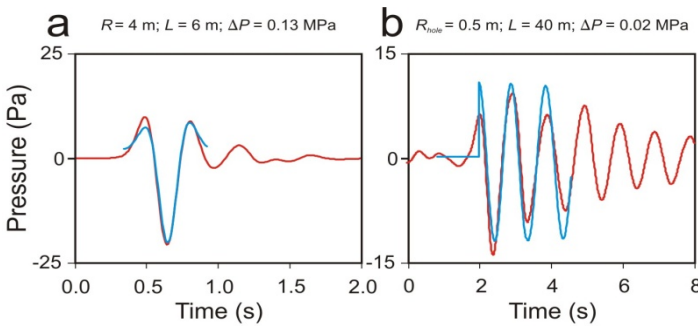 a
R = 4 m; L = 6 m; ΔP = 0.13 MPa
b
R_hole = 0.5 m; L = 40 m; ΔP = 0.02 MPa
Pressure (Pa)
25
0
-25
0.0 0.5 1.0 1.5 2.0
Time (s)
15
0
-15
0 2 4 6 8
Time (s)